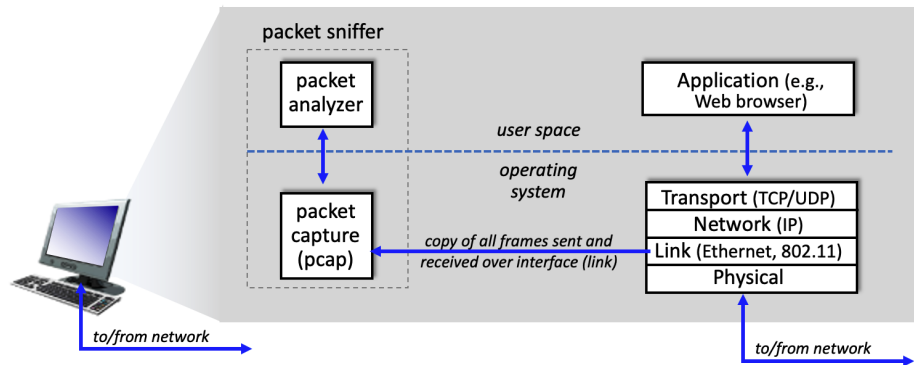 packet sniffer
packet
analyzer
Application (e.g.,
Web browser)
user space
operating
system
packet
capture
(pcap)
copy of all frames sent and
received over interface (link)
Transport (TCP/UDP)
Network (IP)
Link (Ethernet, 802.11)
Physical
to/from network
to/from network